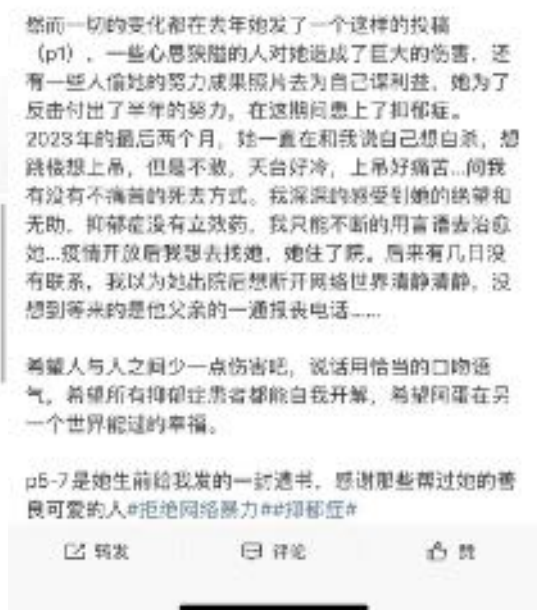 然而一切的变化都在去年她发了一个这样的投稿
（p1），一些心思狭隘的人对她造成了巨大的伤害，还
有一些人偷她的努力成果照片去为自己谋利益，她为了
反击付出了半年的努力，在这期间患上了抑郁症。
2023年的最后两个月，她一直在和我说自己想自杀，想
跳楼想上吊，但是不敢，天台好冷，上吊好痛苦...问我
有没有不痛苦的死去方式。我深深的感受到她的绝望和
无助，抑郁症没有立效药，我只能不断的用言语去治愈
她...疫情开放后我想去找她，她住了院。后来有几日没
有联系，我以为她出院后想断开网络世界清静清静，没
想到等来的是他父亲的一通报丧电话......
希望人与人之间少一点伤害吧，说话用恰当的口吻语
气，希望所有抑郁症患者都能自我开解，希望阿蛋在另
一个世界能过的幸福。
p5-7是她生前给我发的一封遗书，感谢那些帮过她的善
良可爱的人#拒绝网络暴力##抑郁症#
转发 评论 赞